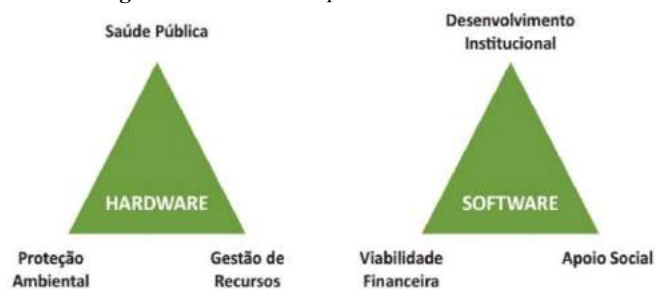 Saúde Pública
HARDWARE
Proteção
Ambiental
Gestão de
Recursos
Desenvolvimento
Institucional
SOFTWARE
Viabilidade
Financeira
Apoio Social